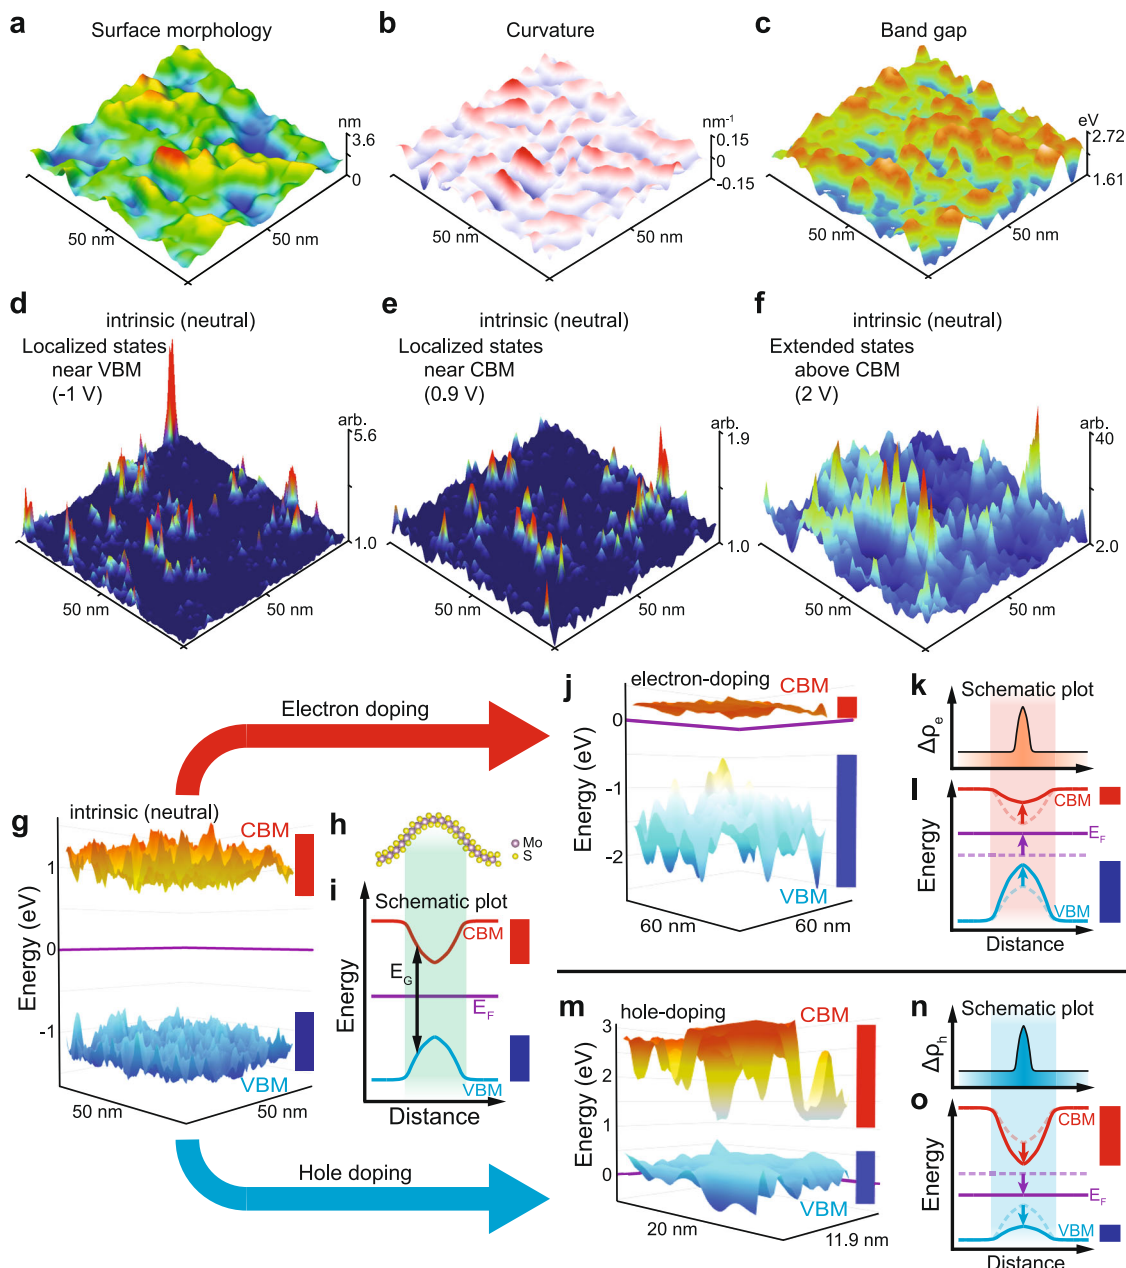 a Surface morphology
nm
3.6
0
50 nm
50 nm
b Curvature
nm⁻¹
0.15
0
-0.15
50 nm
50 nm
c Band gap
eV
2.72
1.61
50 nm
50 nm
d intrinsic (neutral)
Localized states
near VBM
(-1 V)
arb.
5.6
1.0
50 nm
50 nm
e intrinsic (neutral)
Localized states
near CBM
(0.9 V)
arb.
1.9
1.0
50 nm
50 nm
f intrinsic (neutral)
Extended states
above CBM
(2 V)
arb.
40
2.0
50 nm
50 nm
Electron doping
Hole doping
g intrinsic (neutral)
CBM
1
0
-1
Energy (eV)
VBM
50 nm
50 nm
h
Mo
S
i Schematic plot
CBM
E_G
E_F
VBM
Energy
Distance
j electron-doping
CBM
0
-1
-2
Energy (eV)
VBM
60 nm
60 nm
k Schematic plot
Δρ_e
l
CBM
E_F
VBM
Energy
Distance
m hole-doping
CBM
3
2
1
0
Energy (eV)
VBM
20 nm
11.9 nm
n Schematic plot
Δρ_h
o
CBM
E_F
VBM
Energy
Distance